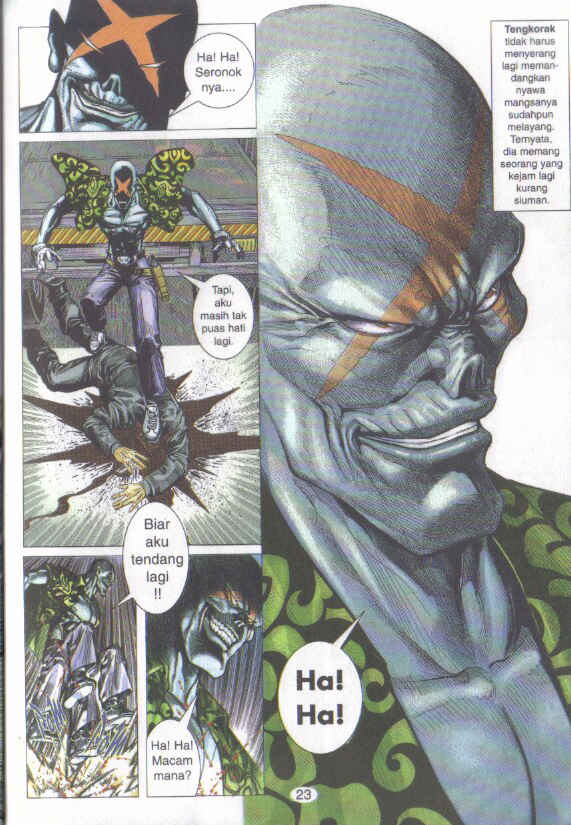 Ha! Ha!
Seronok
nya....
Tengkorak
tidak harus
menyerang
lagi meman-
dangkan
nyawa
mangsanya
sudahpun
melayang.
Ternyata,
dia memang
seorang yang
kejam lagi
kurang
siuman.
Tapi,
aku
masih tak
puas hati
lagi.
Biar
aku
tendang
lagi
!!
Ha! Ha!
Macam
mana?
Ha!
Ha!
23